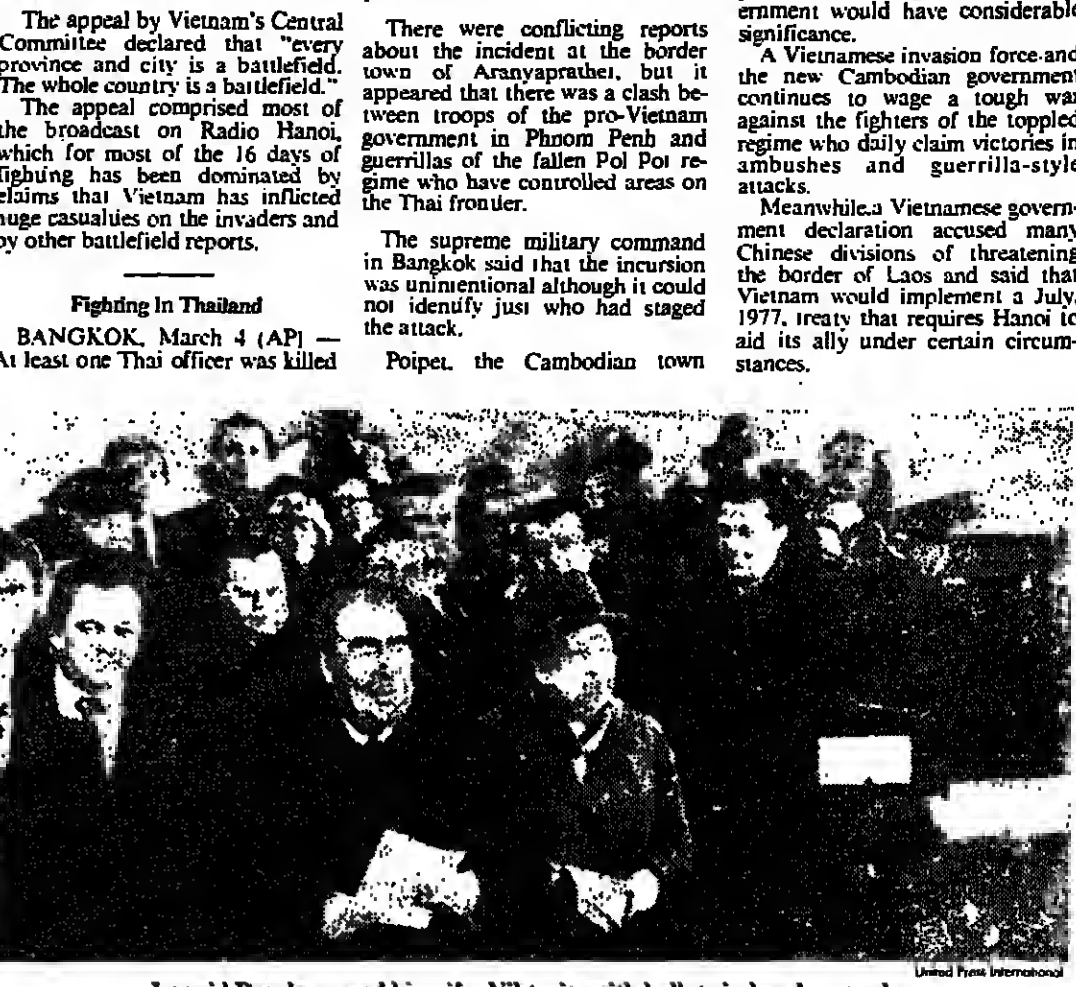 The appeal by Vietnam's Central
Committee declared that "every
province and city is a battlefield.
The whole country is a battlefield."
The appeal comprised most of
the broadcast on Radio Hanoi,
which for most of the 16 days of
fighting has been dominated by
claims that Vietnam has inflicted
huge casualties on the invaders and
by other battlefield reports.
Fighting In Thailand
BANGKOK, March 4 (AP) —
At least one Thai officer was killed
There were conflicting reports
about the incident at the border
town of Aranyaprathet, but it
appeared that there was a clash be-
tween troops of the pro-Vietnam
government in Phnom Penh and
guerrillas of the fallen Pol Pot re-
gime who have controlled areas on
the Thai frontier.
The supreme military command
in Bangkok said that the incursion
was unintentional although it could
not identify just who had staged
the attack.
Poipet, the Cambodian town
ernment would have considerable
significance.
A Vietnamese invasion force and
the new Cambodian government
continues to wage a tough war
against the fighters of the toppled
regime who daily claim victories in
ambushes and guerrilla-style
attacks.
Meanwhile,a Vietnamese govern-
ment declaration accused many
Chinese divisions of threatening
the border of Laos and said that
Vietnam would implement a July,
1977, treaty that requires Hanoi to
aid its ally under certain circum-
stances.
United Press International